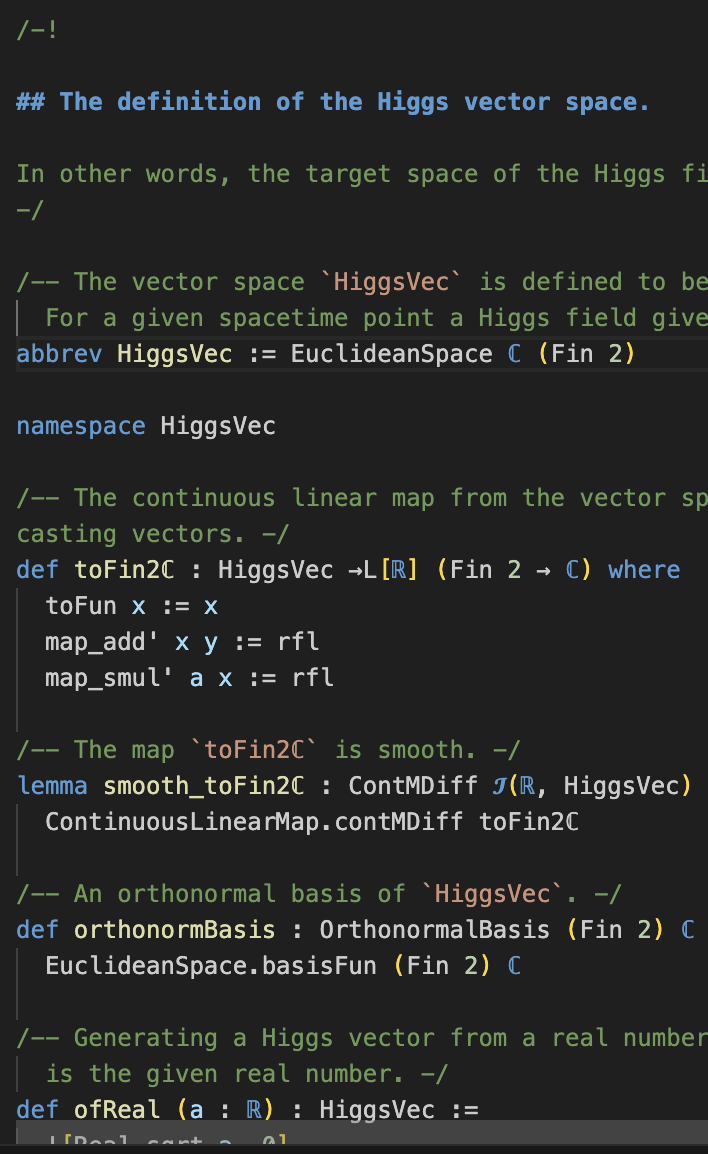 /-!
## The definition of the Higgs vector space.
In other words, the target space of the Higgs fi
-/
/-- The vector space `HiggsVec` is defined to be
For a given spacetime point a Higgs field give
abbrev HiggsVec := EuclideanSpace ℂ (Fin 2)
namespace HiggsVec
/-- The continuous linear map from the vector sp
casting vectors. -/
def toFin2ℂ : HiggsVec →L[ℝ] (Fin 2 → ℂ) where
toFun x := x
map_add' x y := rfl
map_smul' a x := rfl
/-- The map `toFin2ℂ` is smooth. -/
lemma smooth_toFin2ℂ : ContMDiff 𝓘(ℝ, HiggsVec)
ContinuousLinearMap.contMDiff toFin2ℂ
/-- An orthonormal basis of `HiggsVec`. -/
def orthonormBasis : OrthonormalBasis (Fin 2) ℂ
EuclideanSpace.basisFun (Fin 2) ℂ
/-- Generating a Higgs vector from a real number
is the given real number. -/
def ofReal (a : ℝ) : HiggsVec :=
![Real.sqrt a, 0]